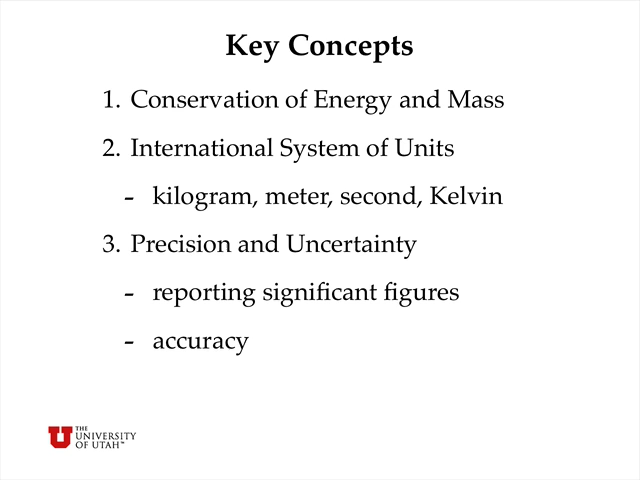 Key Concepts
1. Conservation of Energy and Mass
2. International System of Units
- kilogram, meter, second, Kelvin
3. Precision and Uncertainty
- reporting significant figures
- accuracy
THE
UNIVERSITY
OF UTAH™